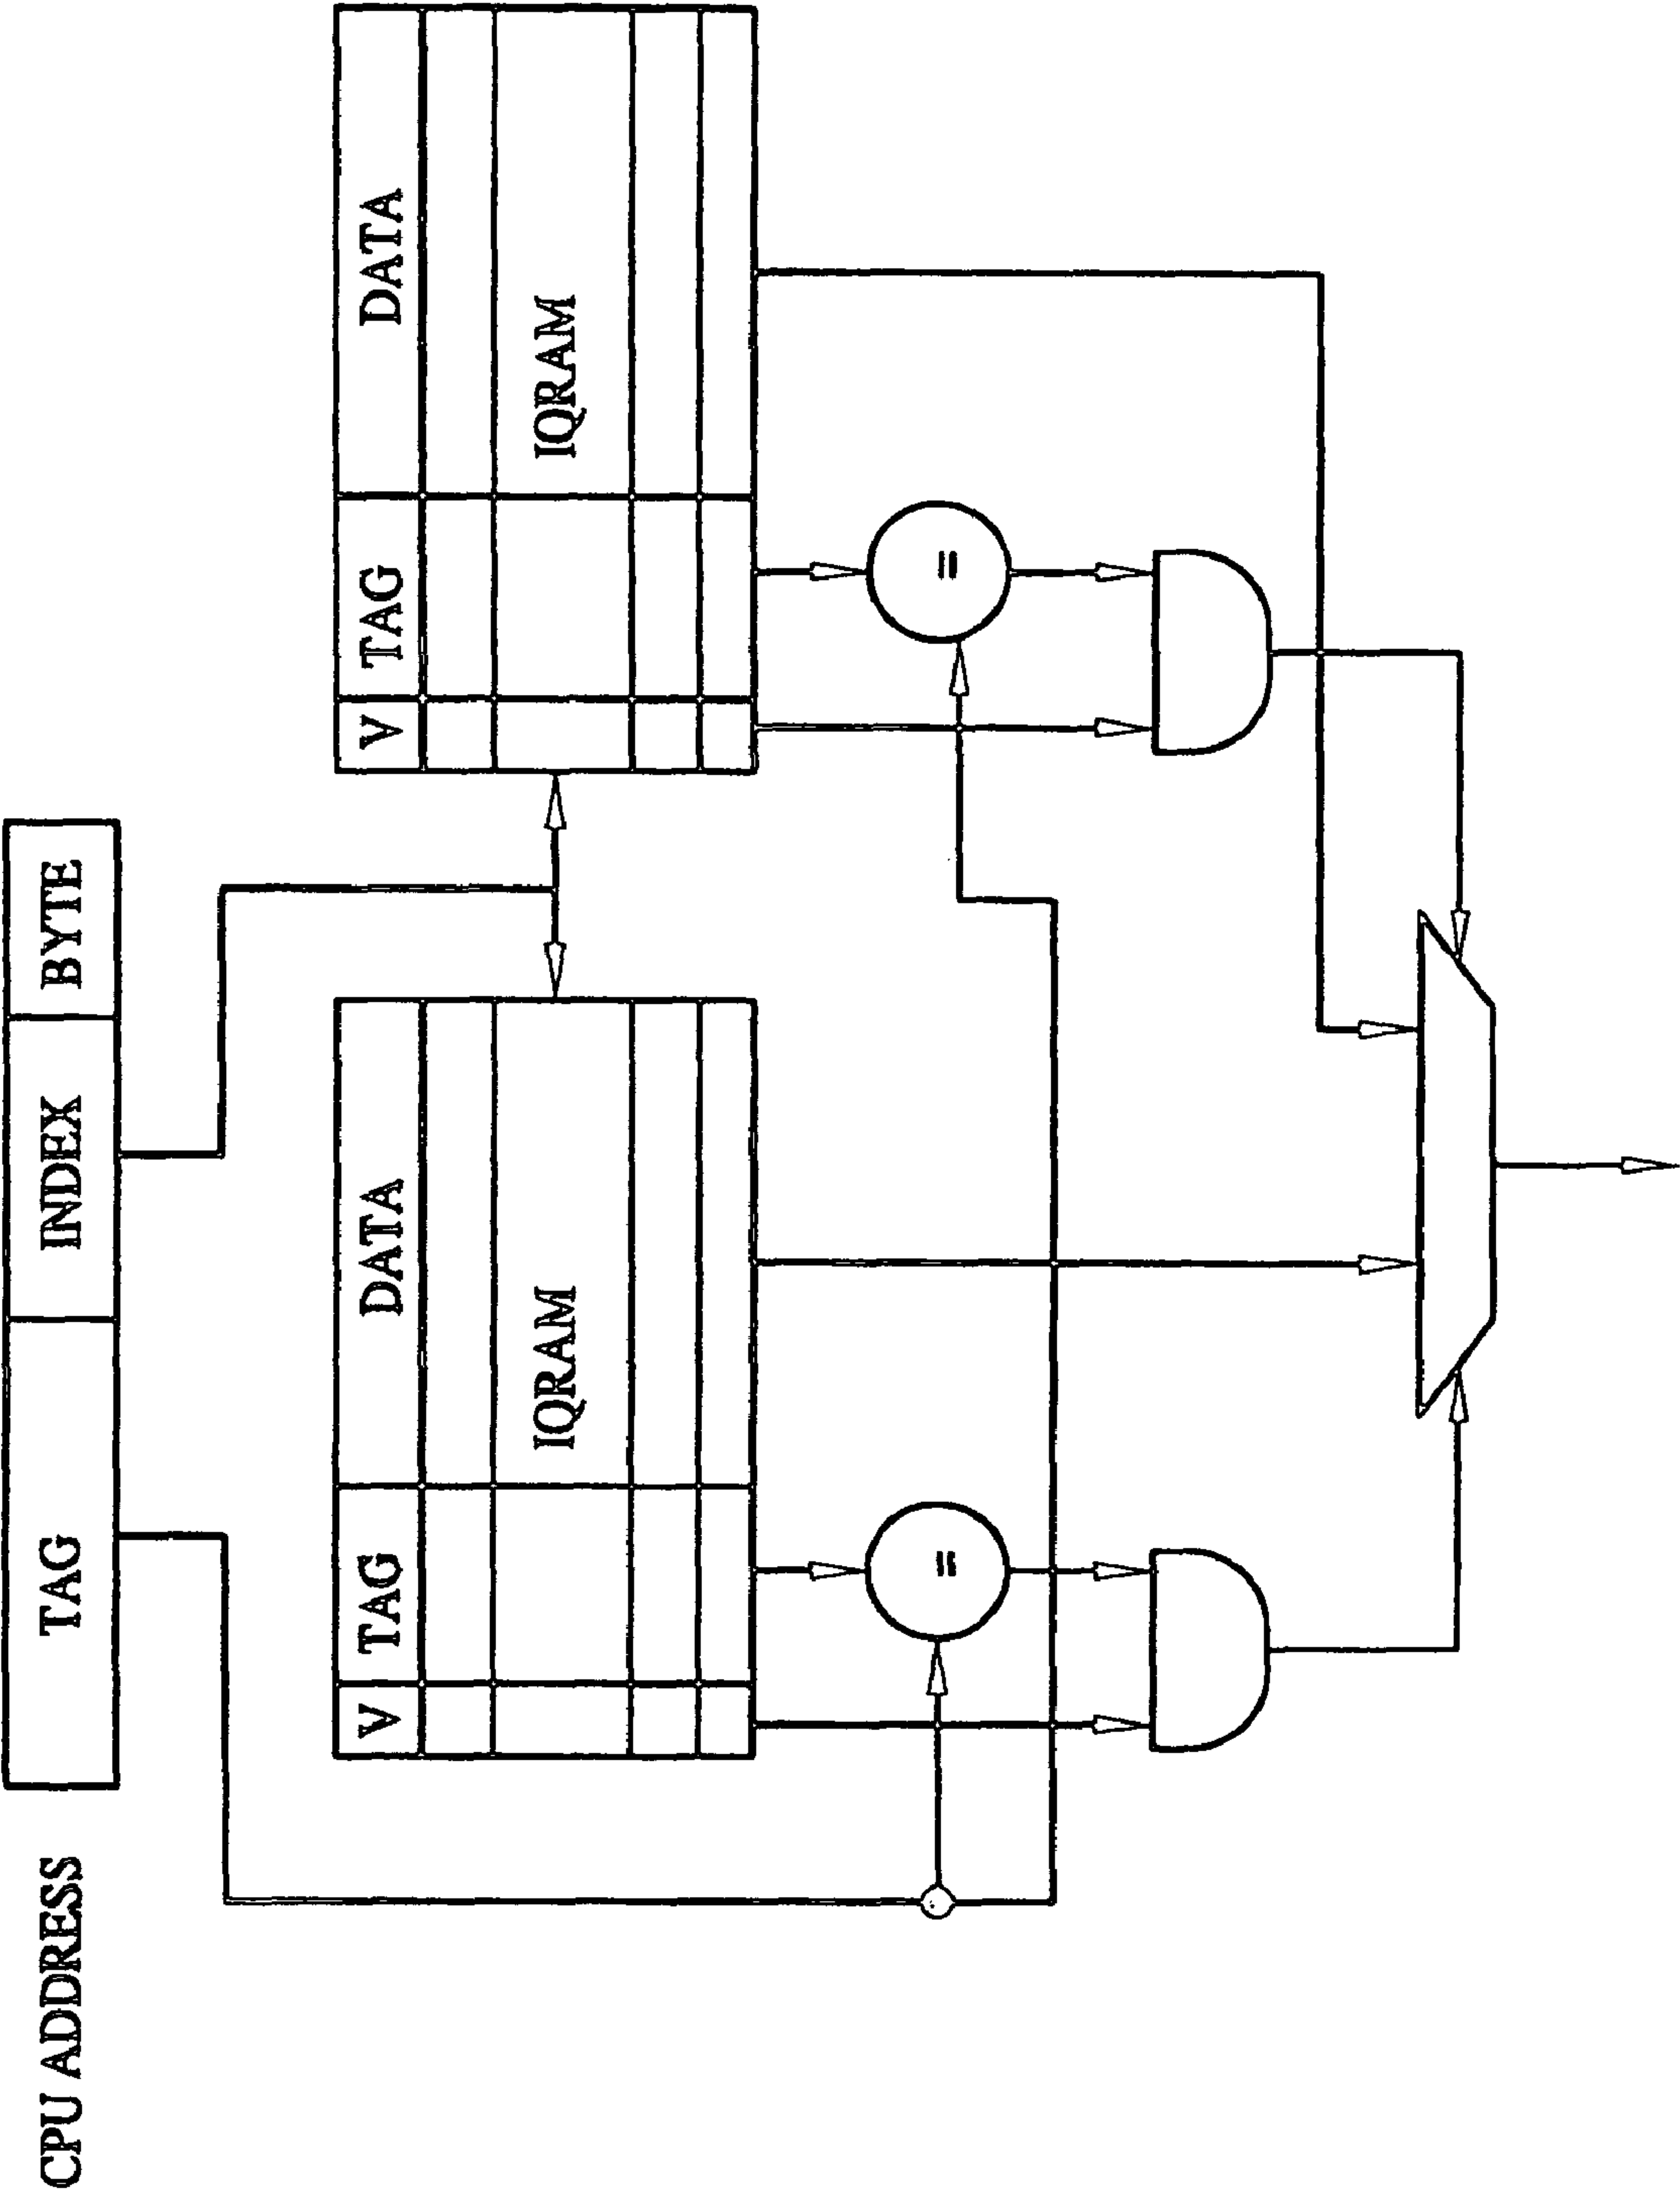 CPU ADDRESS
TAG INDEX BYTE
V TAG DATA
IQRAM
V TAG DATA
IQRAM
=
=